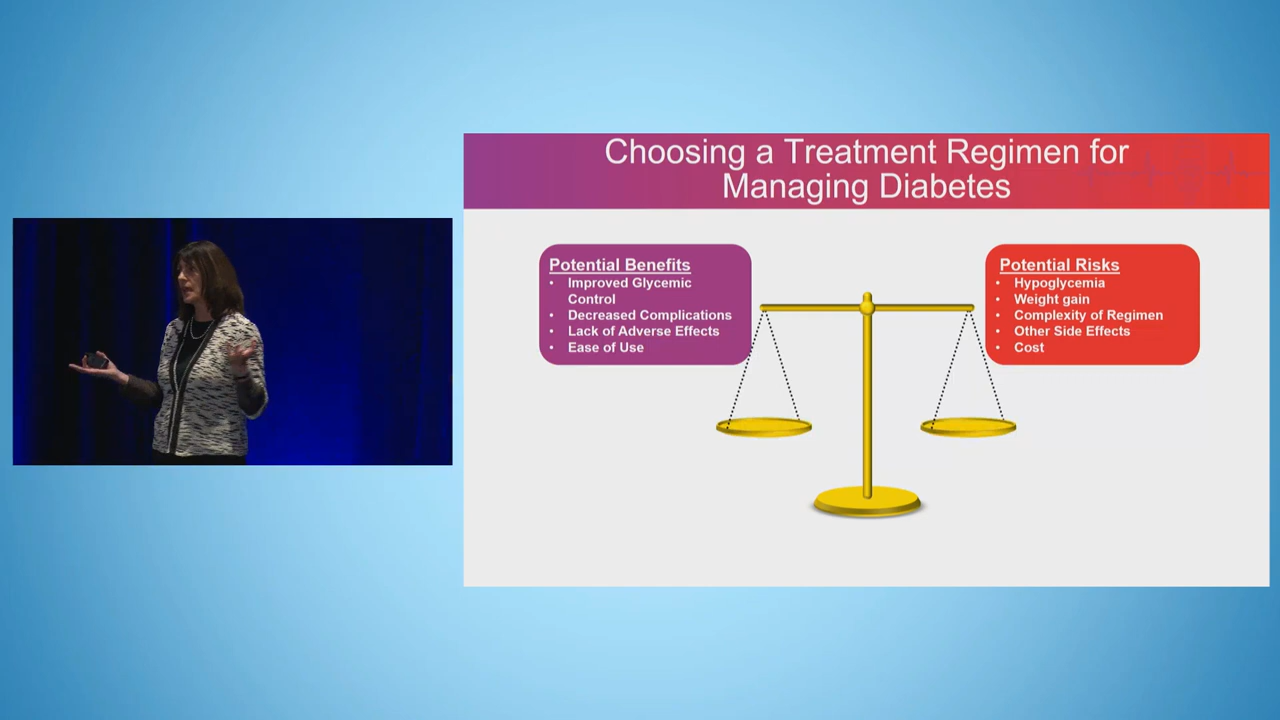 Choosing a Treatment Regimen for
Managing Diabetes
Potential Benefits
• Improved Glycemic
Control
• Decreased Complications
• Lack of Adverse Effects
• Ease of Use
Potential Risks
• Hypoglycemia
• Weight gain
• Complexity of Regimen
• Other Side Effects
• Cost